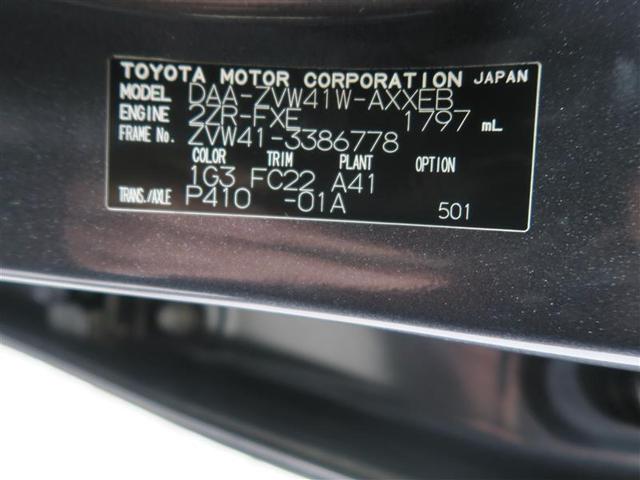 TOYOTA MOTOR CORPORATION JAPAN
MODEL DAA-ZVW41W-AXXEB
ENGINE 2ZR-FXE 1797 mL
FRAME No. ZVW41-3386778
COLOR TRIM PLANT OPTION
1G3 FC22 A41
TRANS./AXLE P410 -01A 501